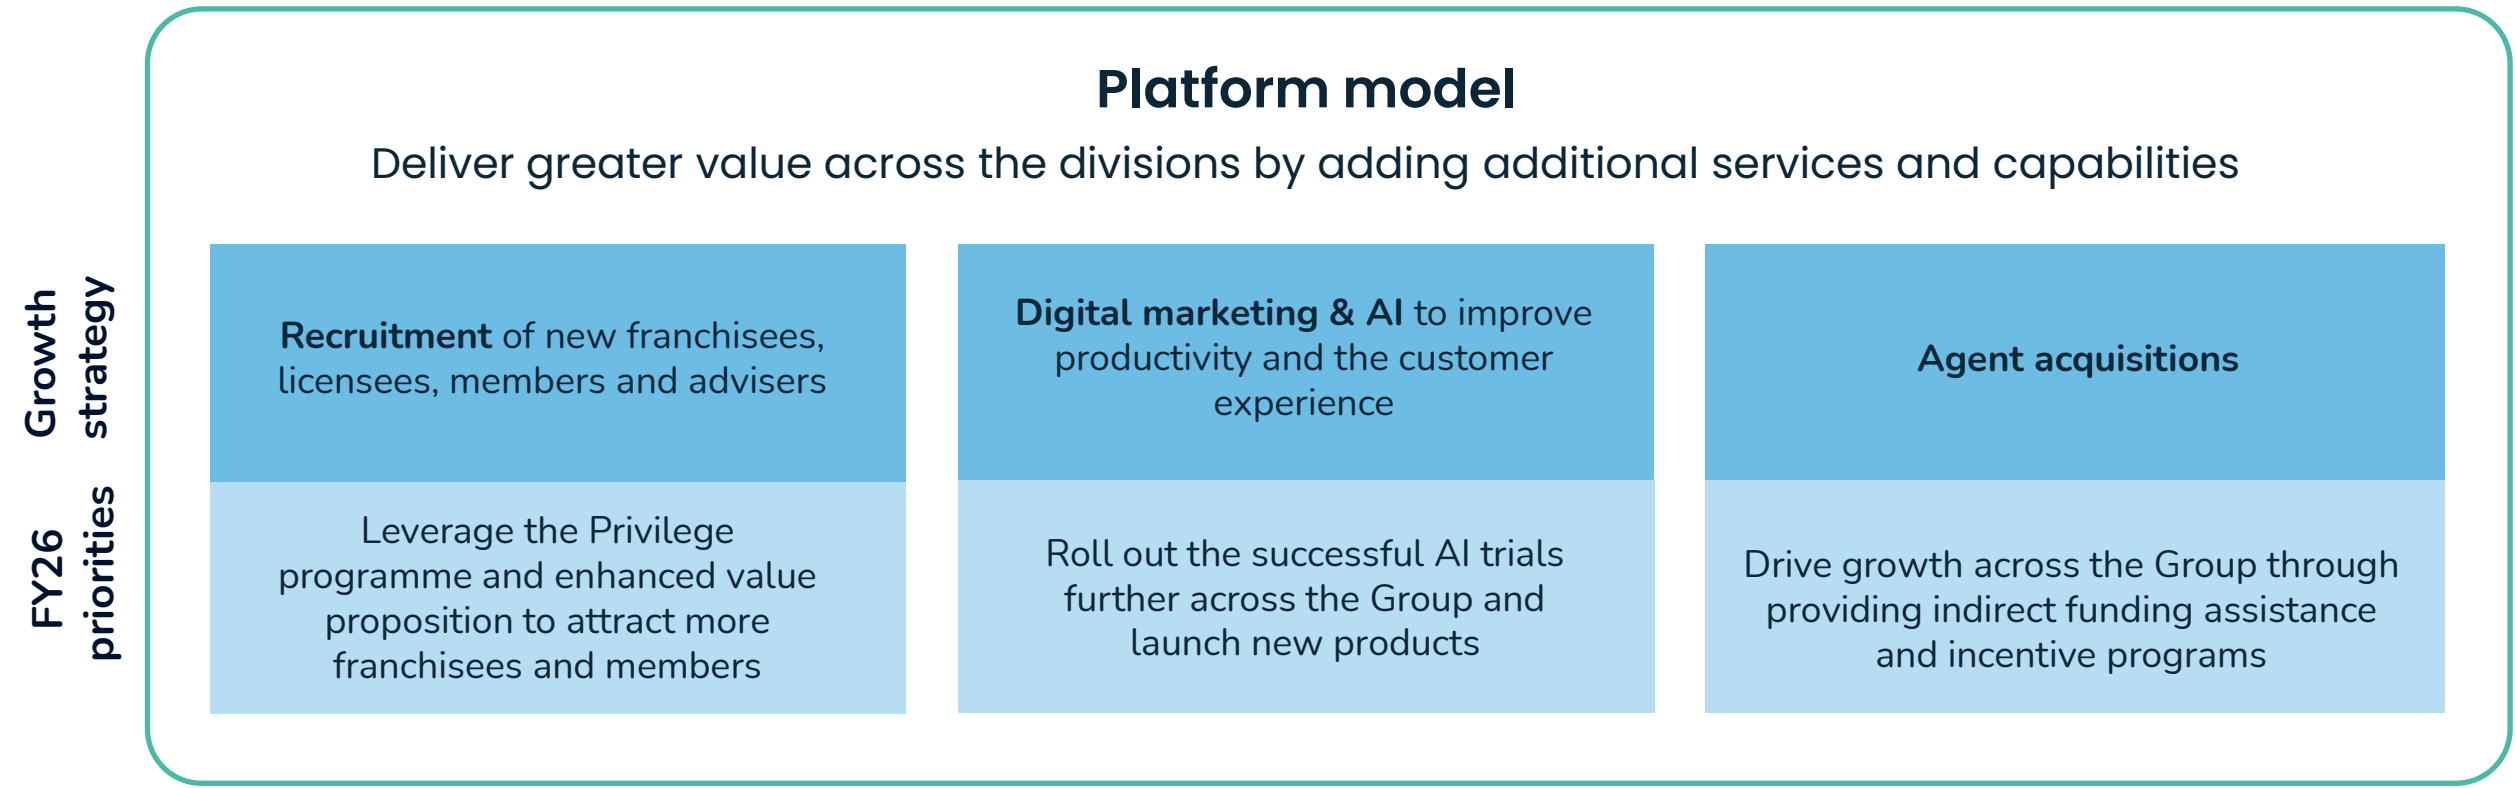 Platform model
Deliver greater value across the divisions by adding additional services and capabilities
Growth
strategy
Recruitment of new franchisees,
licensees, members and advisers
Digital marketing & AI to improve
productivity and the customer
experience
Agent acquisitions
FY26
priorities
Leverage the Privilege
programme and enhanced value
proposition to attract more
franchisees and members
Roll out the successful AI trials
further across the Group and
launch new products
Drive growth across the Group through
providing indirect funding assistance
and incentive programs